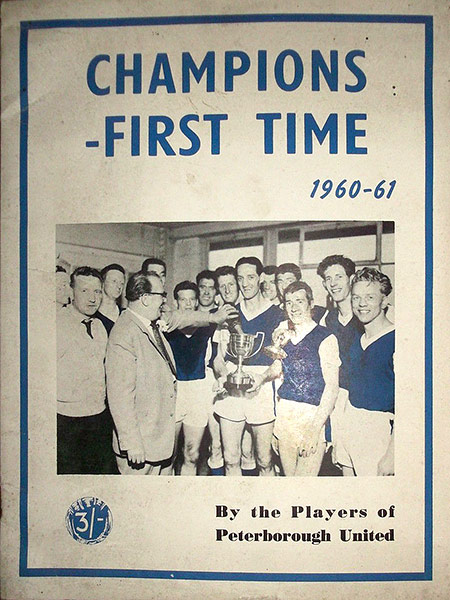 CHAMPIONS
-FIRST TIME
1960-61
3/-
By the Players of
Peterborough United